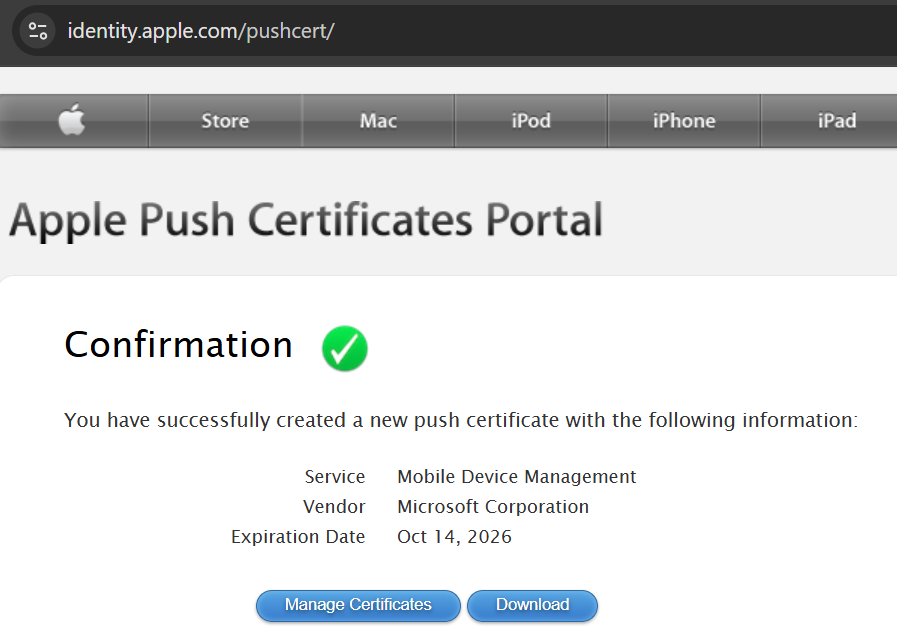 identity.apple.com/pushcert/
Store Mac iPod iPhone iPad
Apple Push Certificates Portal
Confirmation
You have successfully created a new push certificate with the following information:
Service Mobile Device Management
Vendor Microsoft Corporation
Expiration Date Oct 14, 2026
Manage Certificates Download